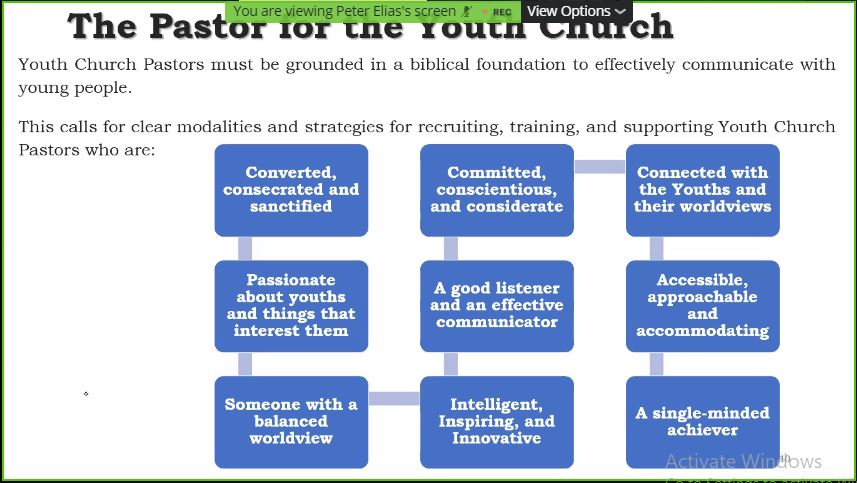 You are viewing Peter Elias's screen REC View Options
The Pastor for the Youth Church
Youth Church Pastors must be grounded in a biblical foundation to effectively communicate with
young people.
This calls for clear modalities and strategies for recruiting, training, and supporting Youth Church
Pastors who are:
Converted,
consecrated and
sanctified
Passionate
about youths
and things that
interest them
Someone with a
balanced
worldview
Intelligent,
Inspiring, and
Innovative
A good listener
and an effective
communicator
Committed,
conscientious,
and considerate
Connected with
the Youths and
their worldviews
Accessible,
approachable
and
accommodating
A single-minded
achiever
Activate Windows